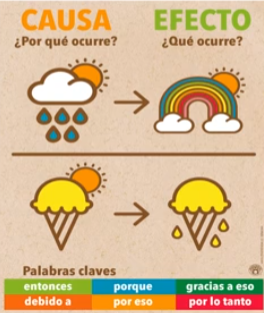 CAUSA EFECTO
¿Por qué ocurre? ¿Qué ocurre?
Palabras claves
entonces porque gracias a eso
debido a por eso por lo tanto